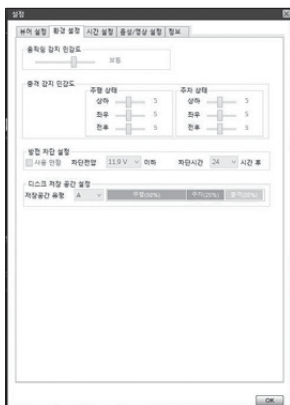 설정
뷰어 설정 환경 설정 시간 설정 음성/영상 설정 정보
움직임 감지 민감도
보통
충격 감지 민감도
주행 상태 주차 상태
상하 5 상하 5
좌우 5 좌우 5
전후 5 전후 5
방전 차단 설정
사용 안함 차단전압 11.9 V 이하 차단시간 24 시간 후
디스크 저장 공간 설정
저장공간 유형 A 주행(50%) 주차(20%)
OK